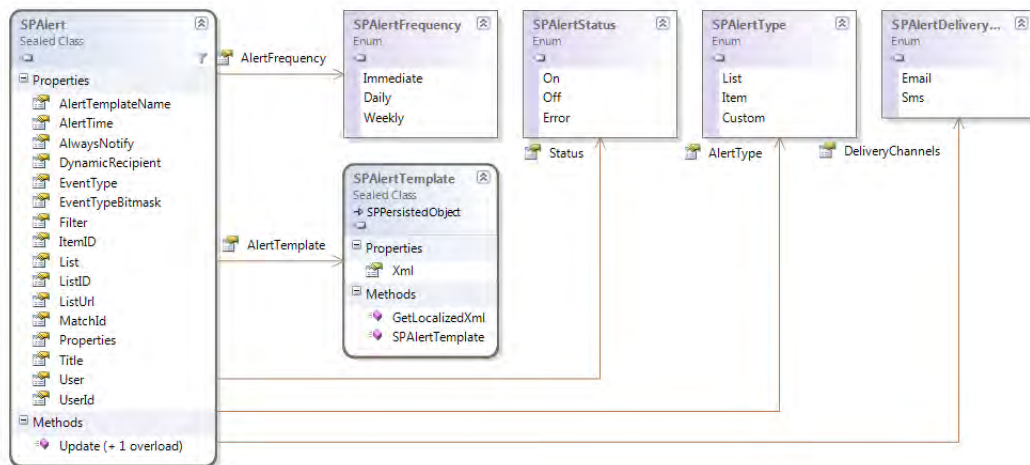 SPAlert
Sealed Class
Properties
AlertTemplateName
AlertTime
AlwaysNotify
DynamicRecipient
EventType
EventTypeBitmask
Filter
ItemID
List
ListID
ListUrl
MatchId
Properties
Title
User
UserId
Methods
Update (+ 1 overload)
AlertFrequency
SPAlertFrequency
Enum
Immediate
Daily
Weekly
AlertTemplate
SPAlertTemplate
Sealed Class
SPPersistedObject
Properties
Xml
Methods
GetLocalizedXml
SPAlertTemplate
SPAlertStatus
Enum
On
Off
Error
Status
SPAlertType
Enum
List
Item
Custom
AlertType
SPAlertDelivery...
Enum
Email
Sms
DeliveryChannels